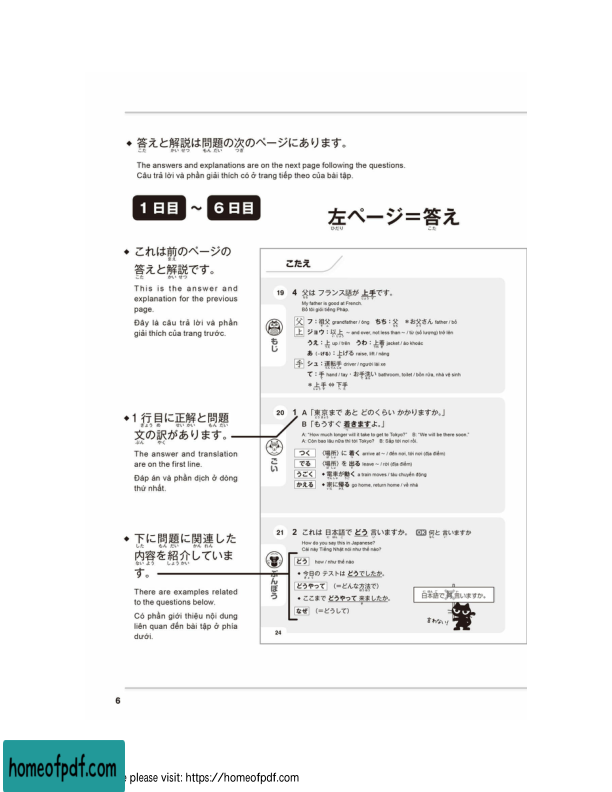 ◆ 答えと解説は問題の次のページにあります。
The answers and explanations are on the next page following the questions.
Câu trả lời và phần giải thích có ở trang tiếp theo của bài tập.
1日目 ～ 6日目
左ページ＝答え
◆ これは前のページの
答えと解説です。
This is the answer and
explanation for the previous
page.
Đây là câu trả lời và phần
giải thích của trang trước.
◆ 1行目に正解と問題
文の訳があります。
The answer and translation
are on the first line.
Đáp án và phần dịch ở dòng
thứ nhất.
◆ 下に問題に関連した
内容を紹介していま
す。
There are examples related
to the questions below.
Có phần giới thiệu nội dung
liên quan đến bài tập ở phía
dưới.
こたえ
19 4 父は フランス語が 上手です。
My father is good at French.
Bố tôi giỏi tiếng Pháp.
父 フ：祖父 grandfather / ông ちち：父 ＊お父さん father / bố
上 ジョウ：以上 ~ and over, not less than ~ / từ (số lượng) trở lên
うえ：上 up / trên うわ：上着 jacket / áo khoác
あ（-げる）：上げる raise, lift / nâng
手 シュ：運転手 driver / người lái xe
て：手 hand / tay・お手洗い bathroom, toilet / bồn rửa, nhà vệ sinh
＊上手 ⇔ 下手
もじ
20 1 A「東京まで あと どのくらい かかりますか。」
B「もうすぐ 着きますよ。」
A: "How much longer will it take to get to Tokyo?" B: "We will be there soon."
A: Còn bao lâu nữa thì tới Tokyo? B: Sắp tới nơi rồi.
つく （場所）に 着く arrive at ~ / đến nơi, tới nơi (địa điểm)
でる （場所）を 出る leave ~ / rời (địa điểm)
うごく ●電車が動く a train moves / tàu chuyển động
かえる ●家に帰る go home, return home / về nhà
ごい
21 2 これは 日本語で どう 言いますか。 OK 何と 言いますか
How do you say this in Japanese?
Cái này Tiếng Nhật nói như thế nào?
どう how / như thế nào
●今日の テストは どうでしたか。
どうやって （＝どんな方法で）
●ここまで どうやって 来ましたか。
なぜ （＝どうして）
ぶんぽう
日本語で 何 言いますか。
言わない!
24
6
homeofpdf.com
please visit: https://homeofpdf.com